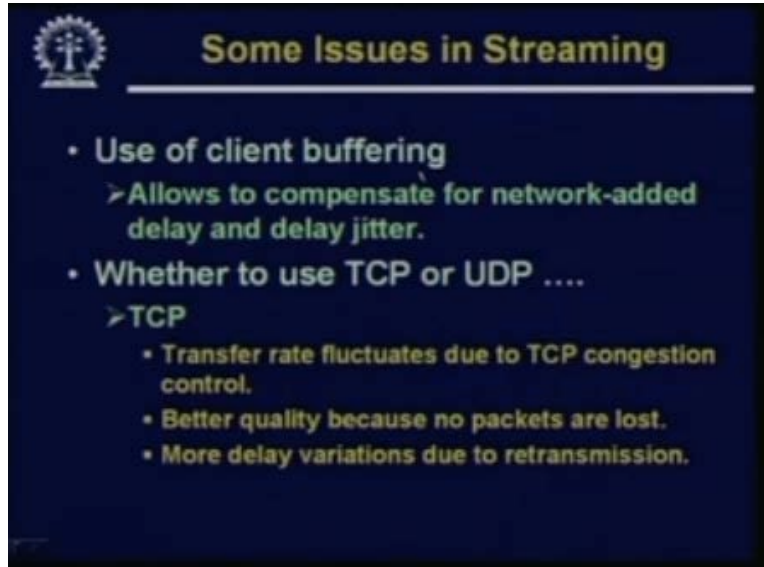 Some Issues in Streaming
• Use of client buffering
➢Allows to compensate for network-added
delay and delay jitter.
• Whether to use TCP or UDP ....
➢TCP
▪ Transfer rate fluctuates due to TCP congestion
control.
▪ Better quality because no packets are lost.
▪ More delay variations due to retransmission.